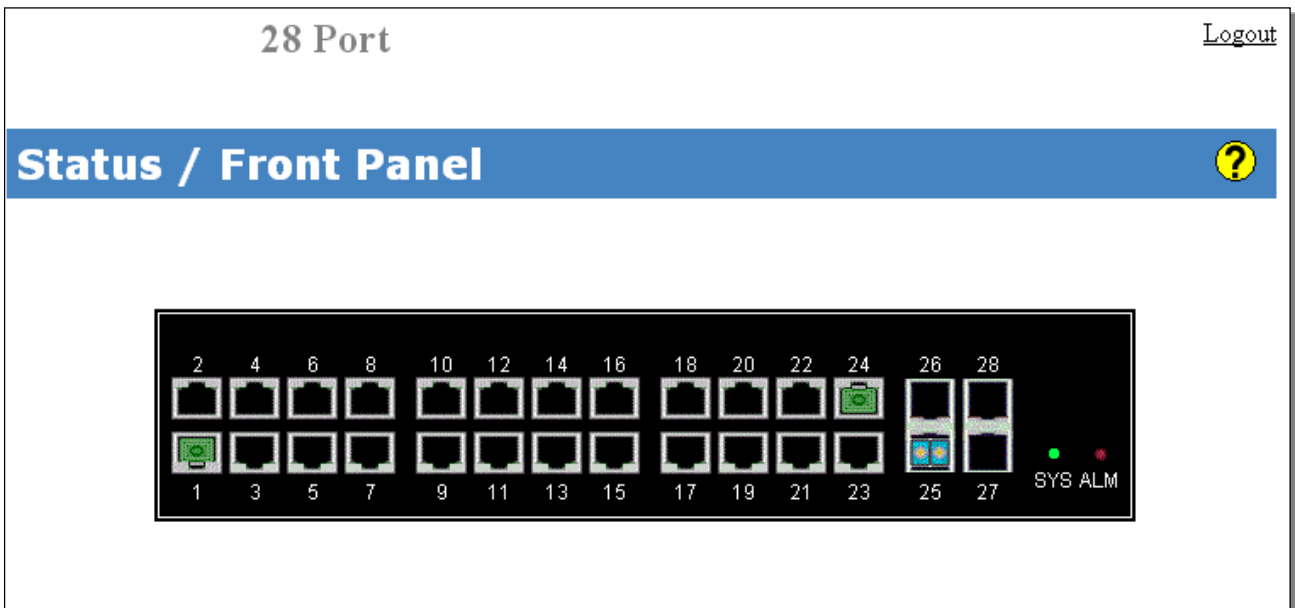 28 Port
Logout
Status / Front Panel
?
2 4 6 8 10 12 14 16 18 20 22 24 26 28
1 3 5 7 9 11 13 15 17 19 21 23 25 27
SYS ALM